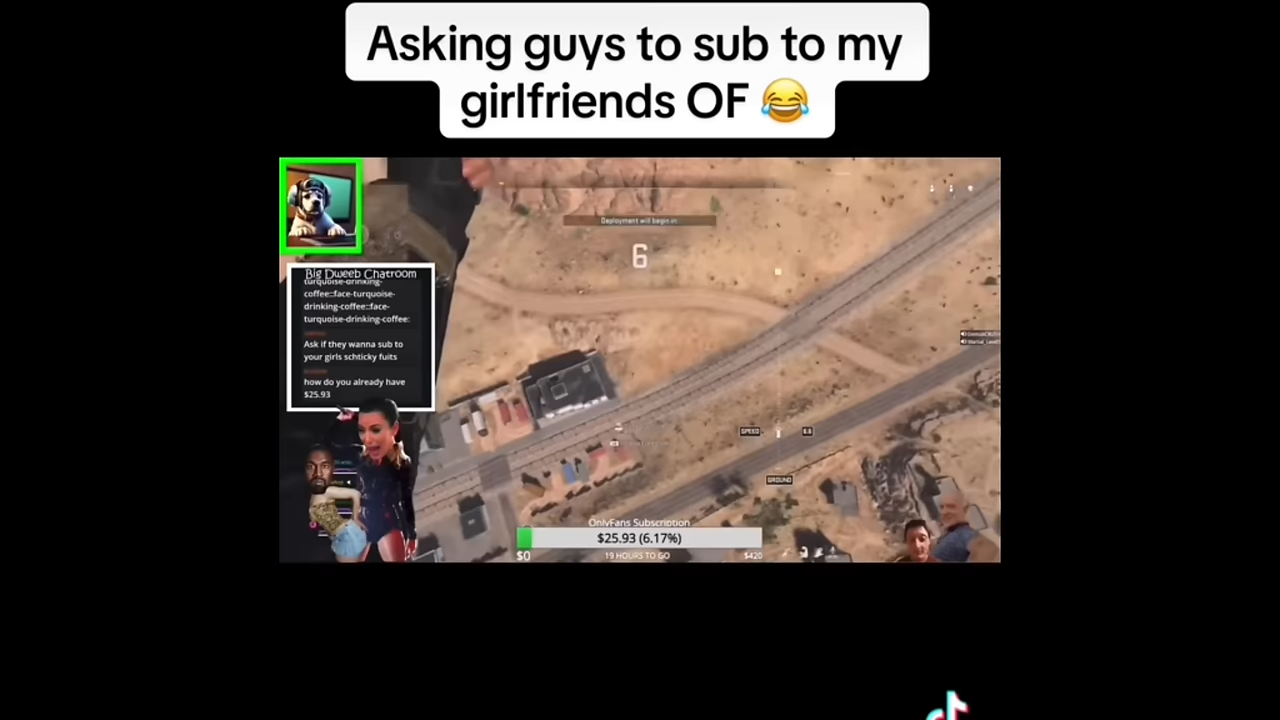 Asking guys to sub to my
girlfriends OF 😂
Deployment will begin in
6
Big Dweeb Chatroom
turquoise-drinking-
coffee::face-turquoise-
drinking-coffee::face-
turquoise-drinking-coffee:
Ask if they wanna sub to
your girls schticky fuits
how do you already have
$25.93
SPEED
GROUND
OnlyFans Subscription
$25.93 (6.17%)
$0
19 HOURS TO GO
$420